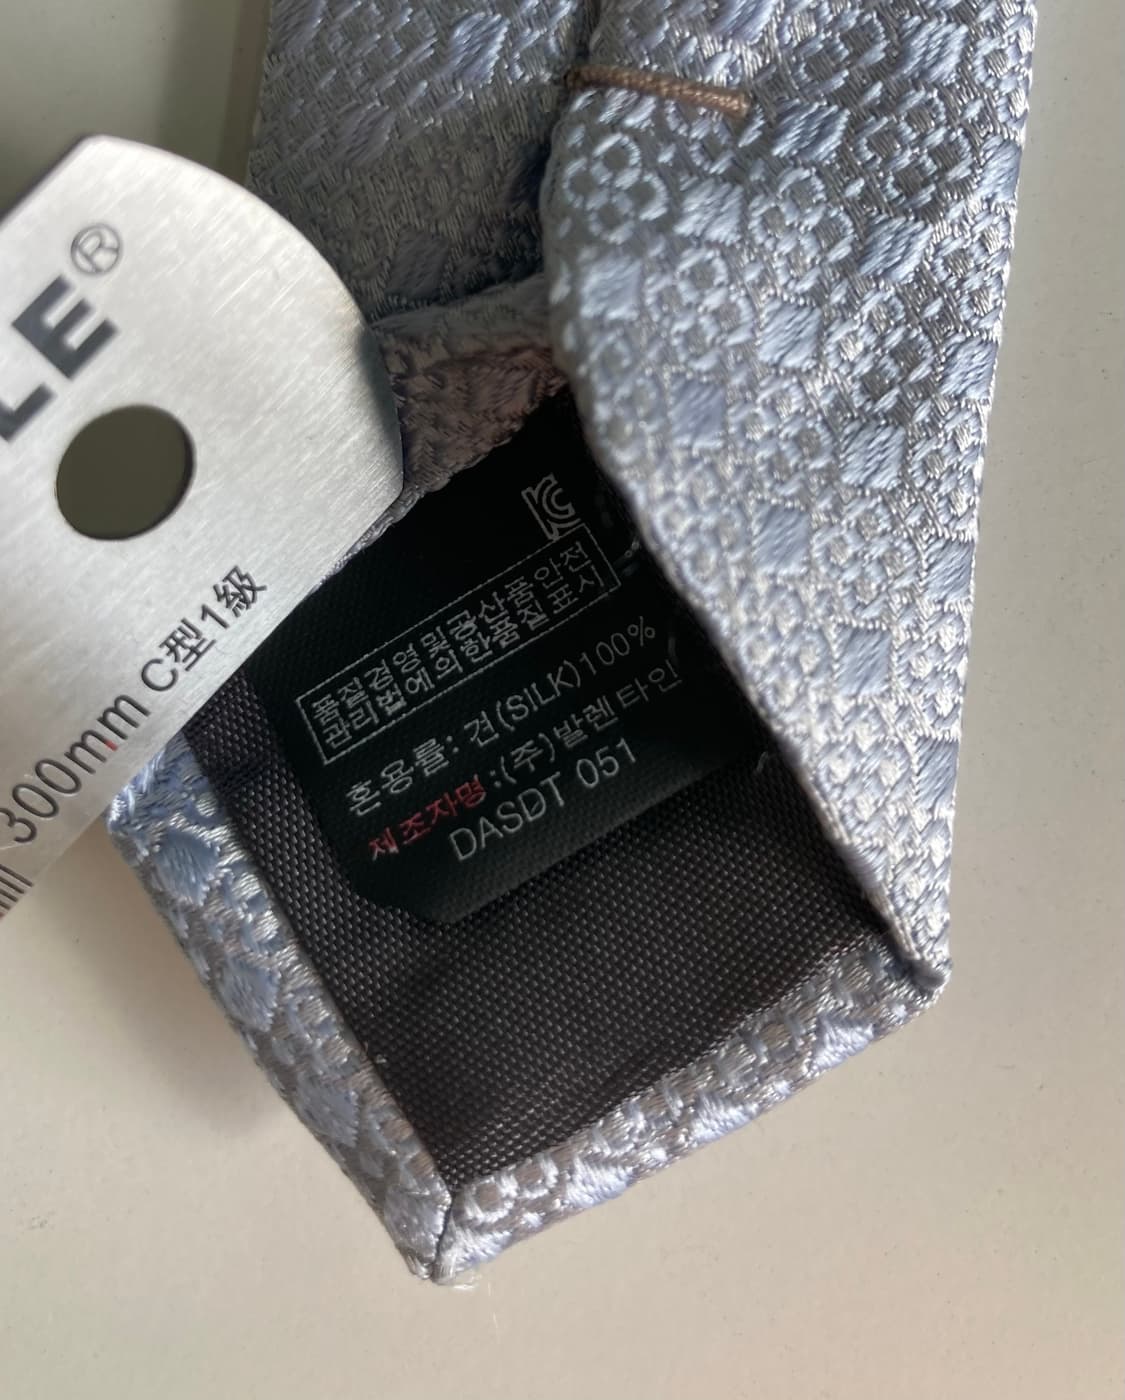 LE®
300mm C型1級
KC
품질경영및공산품안전
관리법에의한품질표시
혼용률: 견(SILK)100%
제조자명:(주)발렌타인
DASDT 051